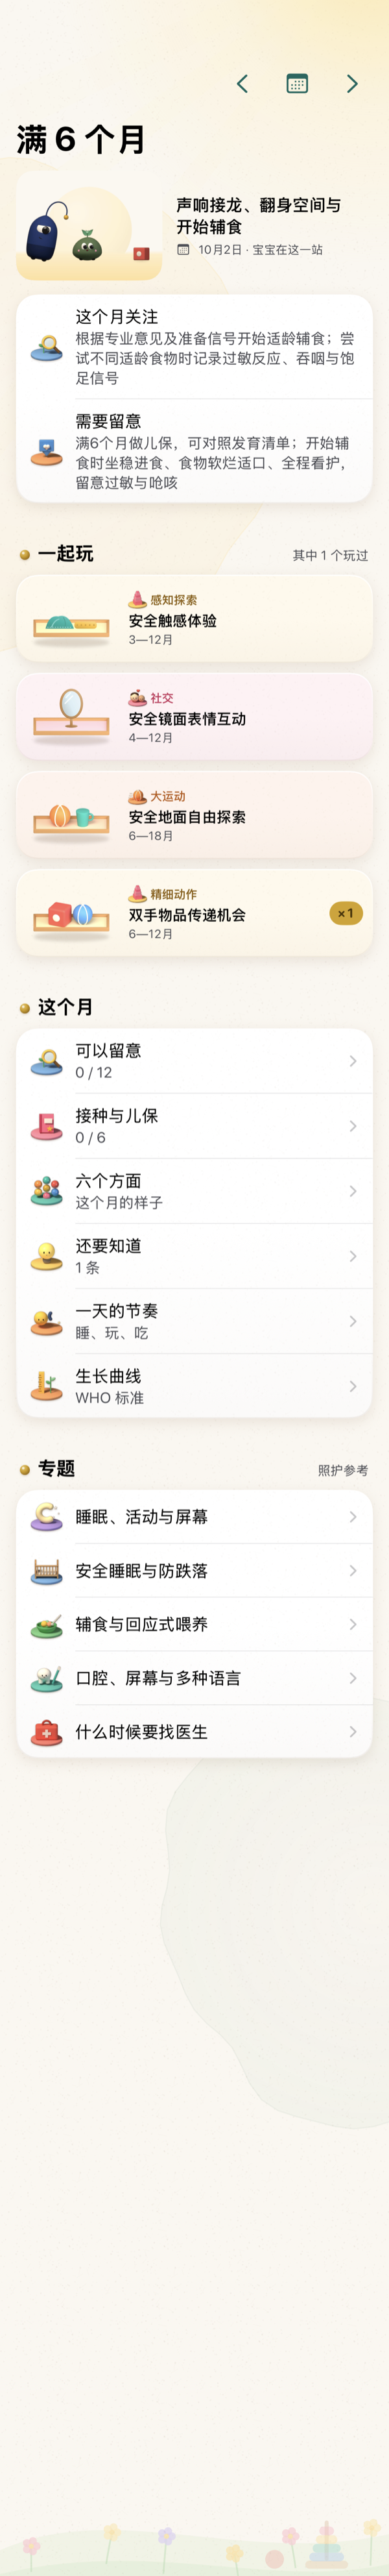 满 6 个月
声响接龙、翻身空间与
开始辅食
10月2日 · 宝宝在这一站
这个月关注
根据专业意见及准备信号开始适龄辅食；尝
试不同适龄食物时记录过敏反应、吞咽与饱
足信号
需要留意
满6个月做儿保，可对照发育清单；开始辅
食时坐稳进食、食物软烂适口、全程看护，
留意过敏与呛咳
一起玩
其中 1 个玩过
感知探索
安全触感体验
3—12月
社交
安全镜面表情互动
4—12月
大运动
安全地面自由探索
6—18月
精细动作
双手物品传递机会
6—12月
×1
这个月
可以留意
0 / 12
接种与儿保
0 / 6
六个方面
这个月的样子
还要知道
1 条
一天的节奏
睡、玩、吃
生长曲线
WHO 标准
专题
照护参考
睡眠、活动与屏幕
安全睡眠与防跌落
辅食与回应式喂养
口腔、屏幕与多种语言
什么时候要找医生